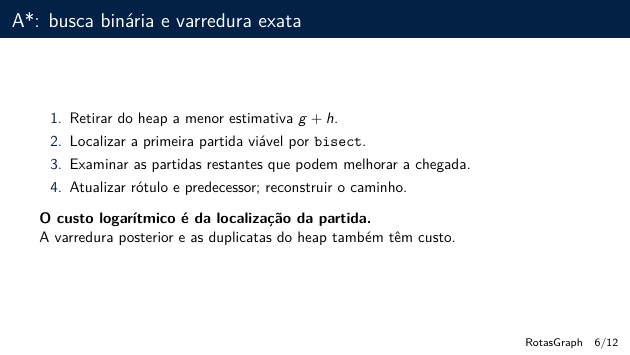 A*: busca binária e varredura exata
1. Retirar do heap a menor estimativa g + h.
2. Localizar a primeira partida viável por bisect.
3. Examinar as partidas restantes que podem melhorar a chegada.
4. Atualizar rótulo e predecessor; reconstruir o caminho.
O custo logarítmico é da localização da partida.
A varredura posterior e as duplicatas do heap também têm custo.
RotasGraph 6/12